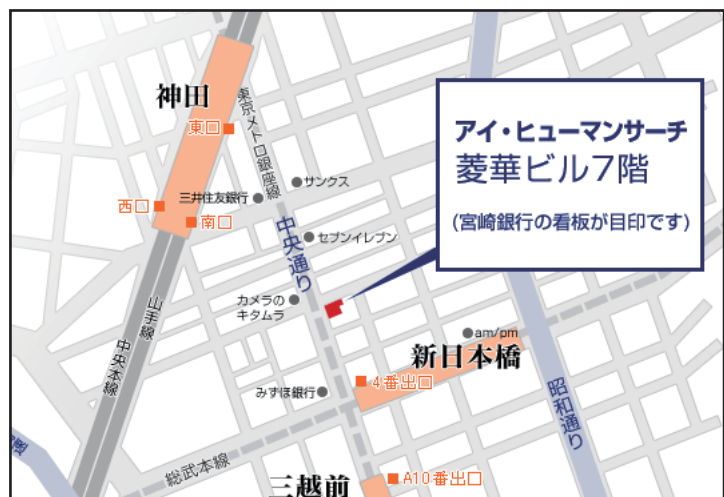 神田
東口
東京メトロ銀座線
アイ・ヒューマンサーチ
菱華ビル7階
(宮崎銀行の看板が目印です)
サンクス
三井住友銀行
西口
南口
中央通り
セブンイレブン
カメラの
キタムラ
山手線
中央本線
am/pm
新日本橋
4番出口
みずほ銀行
昭和通り
総武本線
三越前
A10番出口